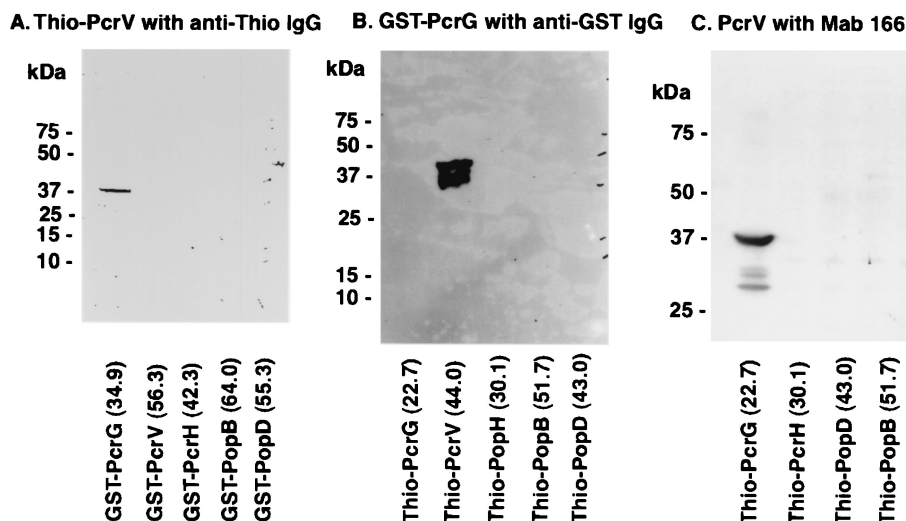 A. Thio-PcrV with anti-Thio IgG
kDa
75 -
50 -
37 -
25 -
15 -
10 -
GST-PcrG (34.9)
GST-PcrV (56.3)
GST-PcrH (42.3)
GST-PopB (64.0)
GST-PopD (55.3)
B. GST-PcrG with anti-GST IgG
kDa
75 -
50 -
37 -
25 -
15 -
10 -
Thio-PcrG (22.7)
Thio-PcrV (44.0)
Thio-PopH (30.1)
Thio-PopB (51.7)
Thio-PopD (43.0)
C. PcrV with Mab 166
kDa
75 -
50 -
37 -
25 -
Thio-PcrG (22.7)
Thio-PcrH (30.1)
Thio-PopD (43.0)
Thio-PopB (51.7)